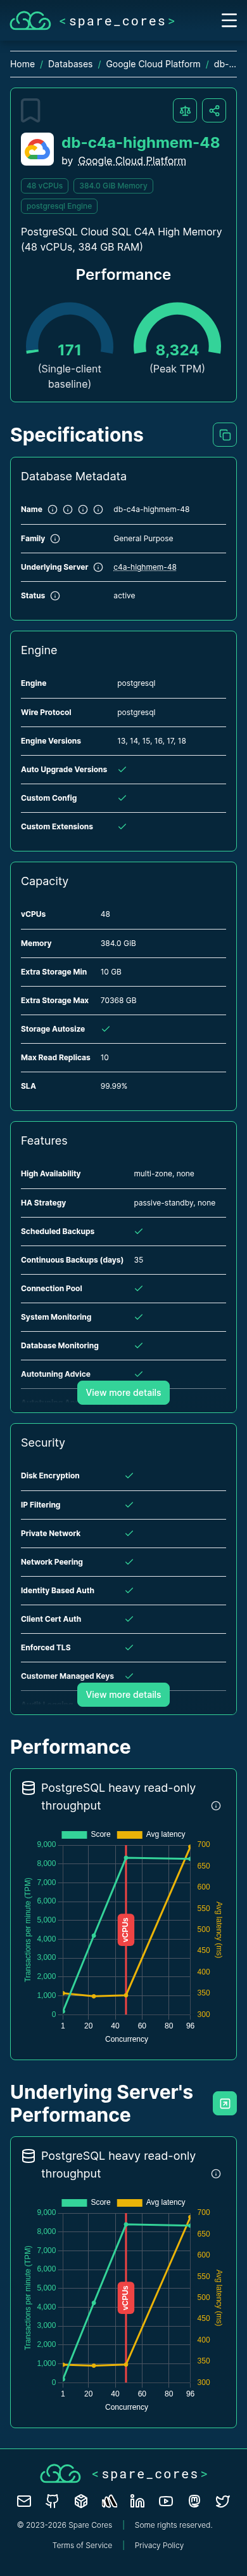 <spare_cores>
Home / Databases / Google Cloud Platform / db-...
db-c4a-highmem-48
by Google Cloud Platform
48 vCPUs 384.0 GiB Memory
postgresql Engine
PostgreSQL Cloud SQL C4A High Memory
(48 vCPUs, 384 GB RAM)
Performance
171
(Single-client
baseline)
8,324
(Peak TPM)
Specifications
Database Metadata
Name db-c4a-highmem-48
Family General Purpose
Underlying Server c4a-highmem-48
Status active
Engine
Engine postgresql
Wire Protocol postgresql
Engine Versions 13, 14, 15, 16, 17, 18
Auto Upgrade Versions
Custom Config
Custom Extensions
Capacity
vCPUs 48
Memory 384.0 GiB
Extra Storage Min 10 GB
Extra Storage Max 70368 GB
Storage Autosize
Max Read Replicas 10
SLA 99.99%
Features
High Availability multi-zone, none
HA Strategy passive-standby, none
Scheduled Backups
Continuous Backups (days) 35
Connection Pool
System Monitoring
Database Monitoring
Autotuning Advice
View more details
Security
Disk Encryption
IP Filtering
Private Network
Network Peering
Identity Based Auth
Client Cert Auth
Enforced TLS
Customer Managed Keys
View more details
Performance
PostgreSQL heavy read-only
throughput
Score Avg latency
9,000 700
8,000 650
7,000 600
6,000 550
5,000 500
4,000 450
3,000 400
2,000 350
1,000 300
0
Transactions per minute (TPM)
vCPUs
Avg latency (ms)
1 20 40 60 80 96
Concurrency
Underlying Server's
Performance
PostgreSQL heavy read-only
throughput
Score Avg latency
9,000 700
8,000 650
7,000 600
6,000 550
5,000 500
4,000 450
3,000 400
2,000 350
1,000 300
0
Transactions per minute (TPM)
vCPUs
Avg latency (ms)
1 20 40 60 80 96
Concurrency
<spare_cores>
© 2023-2026 Spare Cores | Some rights reserved.
Terms of Service | Privacy Policy